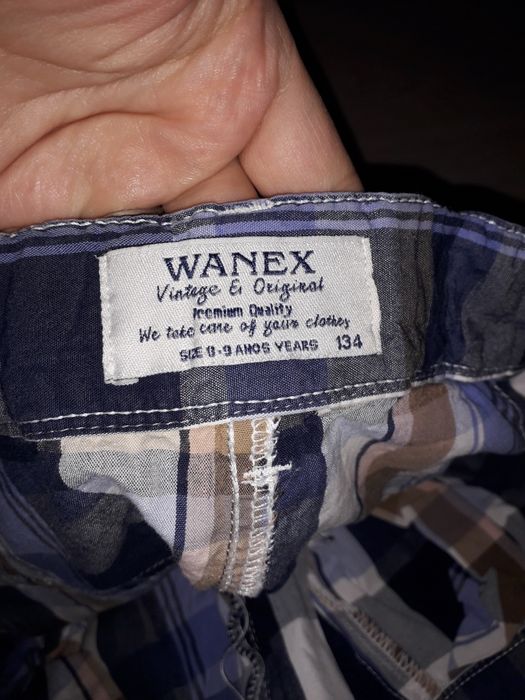 WANEX
Vintage & Original
Premium Quality
We take care of your clothes
SIZE 8-9 AÑOS YEARS 134